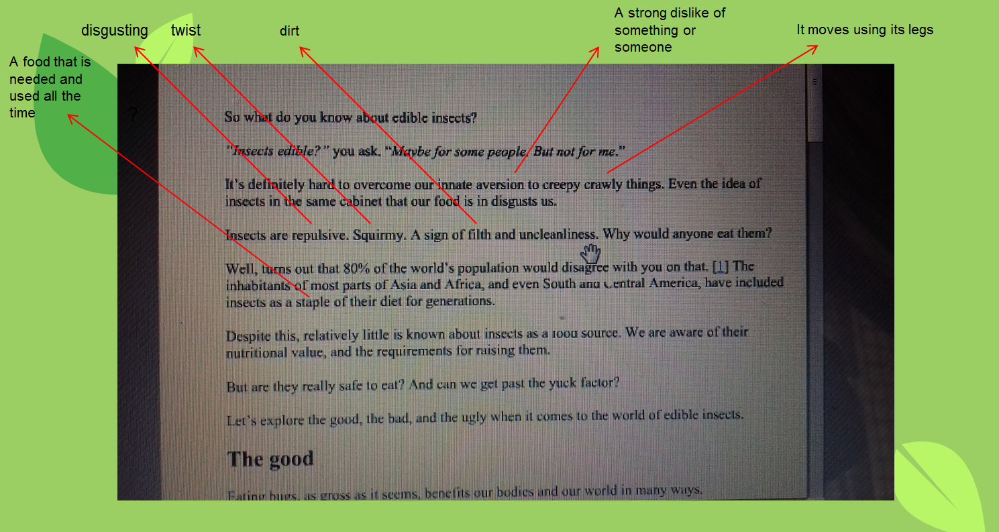 A strong dislike of
something or
someone
disgusting twist dirt It moves using its legs
A food that is
needed and
used all the
time
?
So what do you know about edible insects?
“Insects edible?” you ask. “Maybe for some people. But not for me.”
It’s definitely hard to overcome our innate aversion to creepy crawly things. Even the idea of
insects in the same cabinet that our food is in disgusts us.
Insects are repulsive. Squirmy. A sign of filth and uncleanliness. Why would anyone eat them?
Well, turns out that 80% of the world’s population would disagree with you on that. [1] The
inhabitants of most parts of Asia and Africa, and even South and Central America, have included
insects as a staple of their diet for generations.
Despite this, relatively little is known about insects as a food source. We are aware of their
nutritional value, and the requirements for raising them.
But are they really safe to eat? And can we get past the yuck factor?
Let’s explore the good, the bad, and the ugly when it comes to the world of edible insects.
The good
Eating bugs, as gross as it seems, benefits our bodies and our world in many ways.